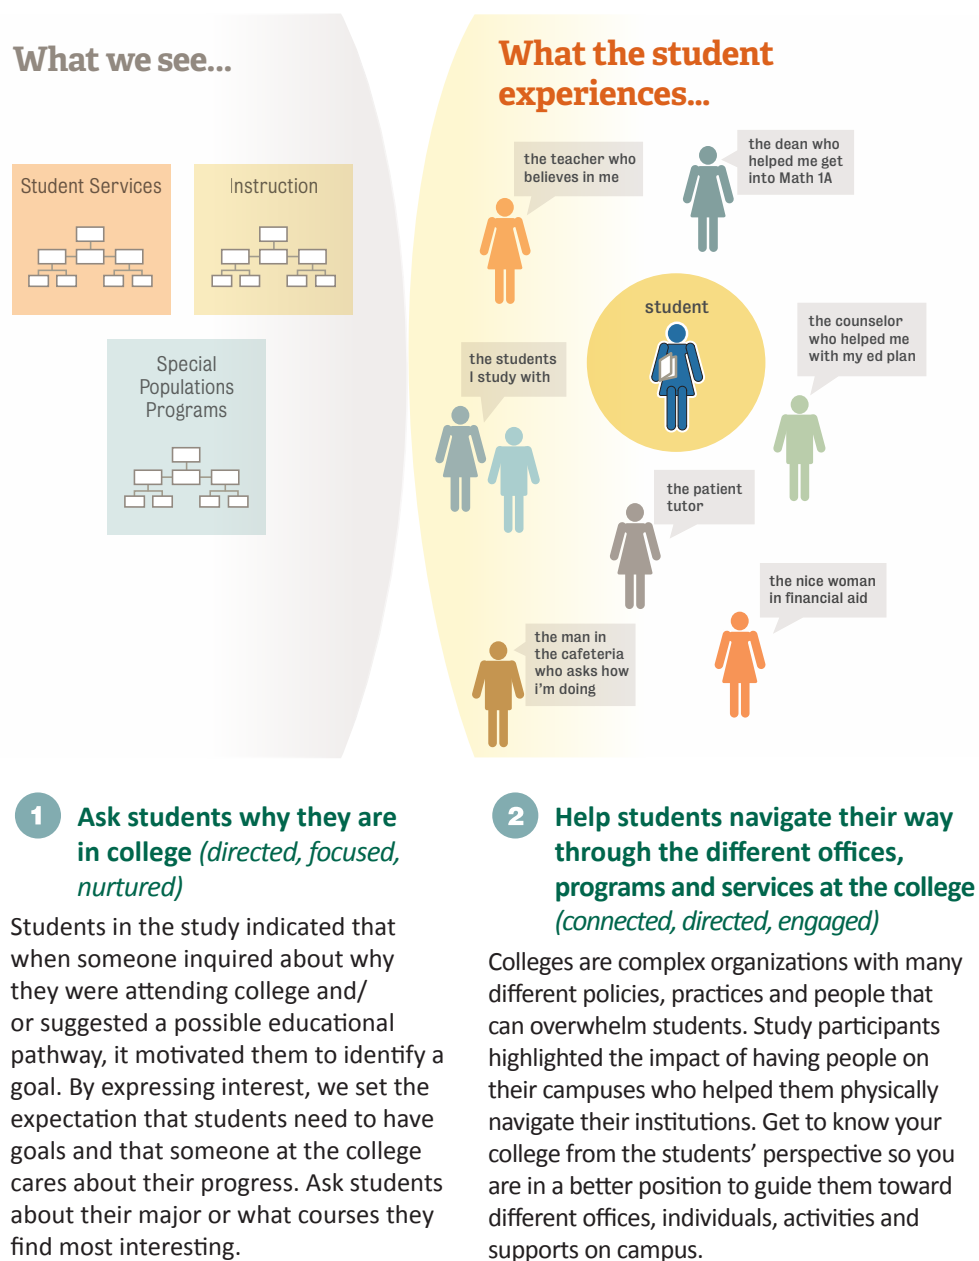 What we see...
Student Services
Instruction
Special
Populations
Programs
What the student
experiences...
the teacher who
believes in me
the dean who
helped me get
into Math 1A
student
the counselor
who helped me
with my ed plan
the students
I study with
the patient
tutor
the nice woman
in financial aid
the man in
the cafeteria
who asks how
i'm doing
1
Ask students why they are
in college (directed, focused,
nurtured)
Students in the study indicated that
when someone inquired about why
they were attending college and/
or suggested a possible educational
pathway, it motivated them to identify a
goal. By expressing interest, we set the
expectation that students need to have
goals and that someone at the college
cares about their progress. Ask students
about their major or what courses they
find most interesting.
2
Help students navigate their way
through the different offices,
programs and services at the college
(connected, directed, engaged)
Colleges are complex organizations with many
different policies, practices and people that
can overwhelm students. Study participants
highlighted the impact of having people on
their campuses who helped them physically
navigate their institutions. Get to know your
college from the students' perspective so you
are in a better position to guide them toward
different offices, individuals, activities and
supports on campus.